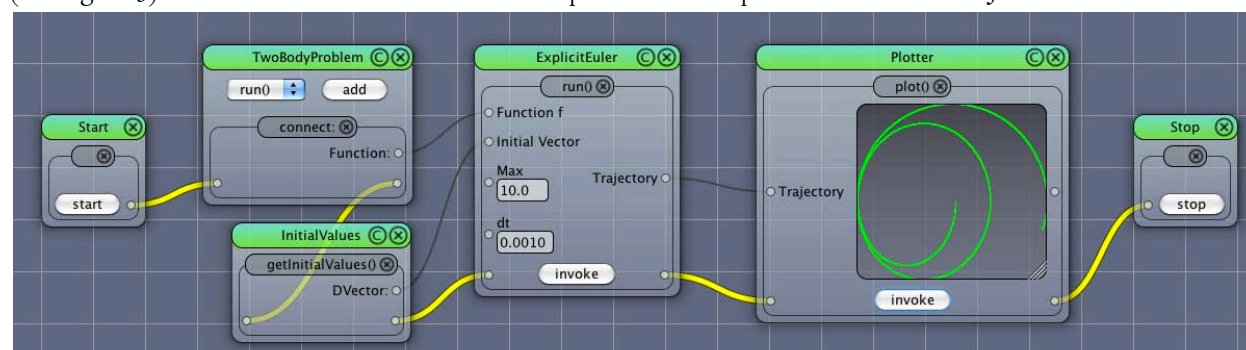 Start
start
TwoBodyProblem
run() add
connect:
Function:
InitialValues
getInitialValues()
DVector:
ExplicitEuler
run()
Function f
Initial Vector
Max
10.0
Trajectory
dt
0.0010
invoke
Plotter
plot()
Trajectory
invoke
Stop
stop